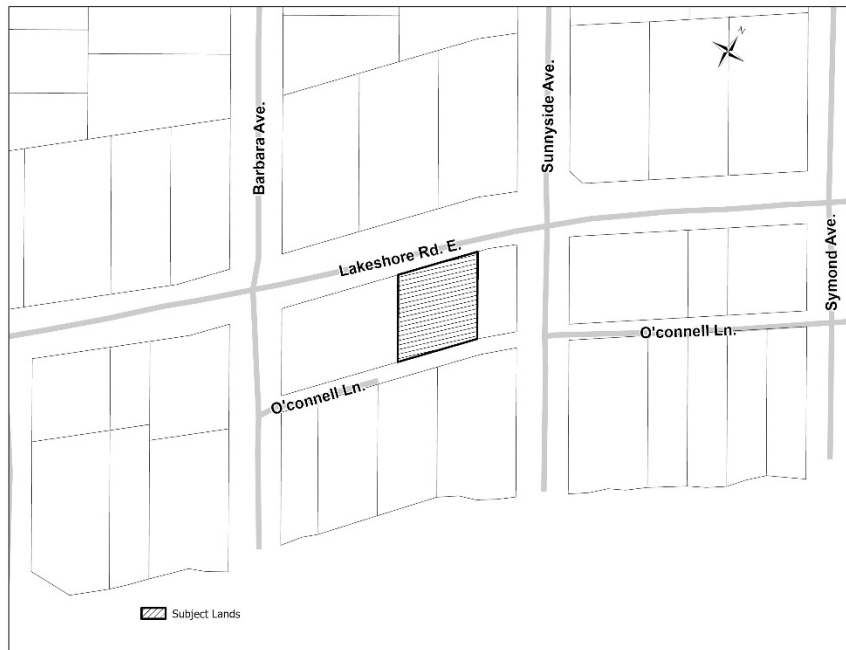 N
Barbara Ave.
Sunnyside Ave.
Symond Ave.
Lakeshore Rd. E.
O'connell Ln.
O'connell Ln.
Subject Lands